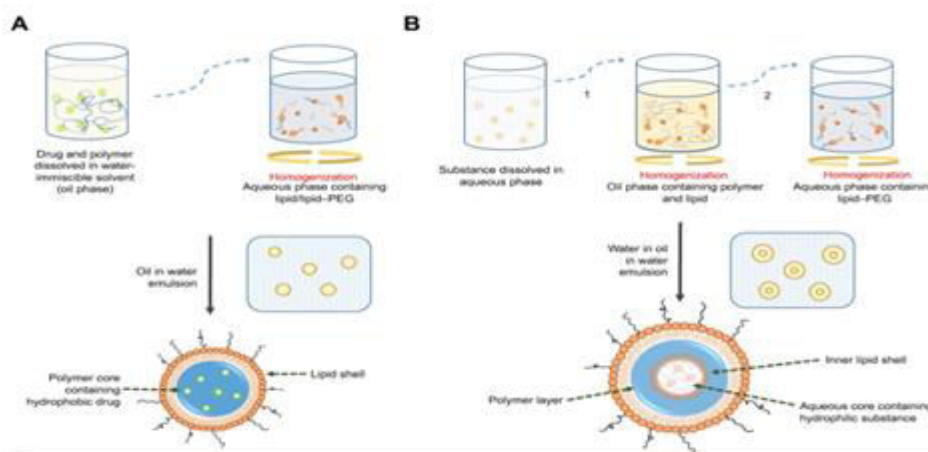 A
Drug and polymer
dissolved in water-
immiscible solvent
(oil phase)
Homogenization
Aqueous phase containing
lipid/lipid–PEG
Oil in water
emulsion
Polymer core
containing
hydrophobic drug
Lipid shell
B
1
2
Substance dissolved in
aqueous phase
Homogenization
Oil phase containing polymer
and lipid
Homogenization
Aqueous phase containing
lipid–PEG
Water in oil
in water
emulsion
Inner lipid shell
Polymer layer
Aqueous core containing
hydrophilic substance